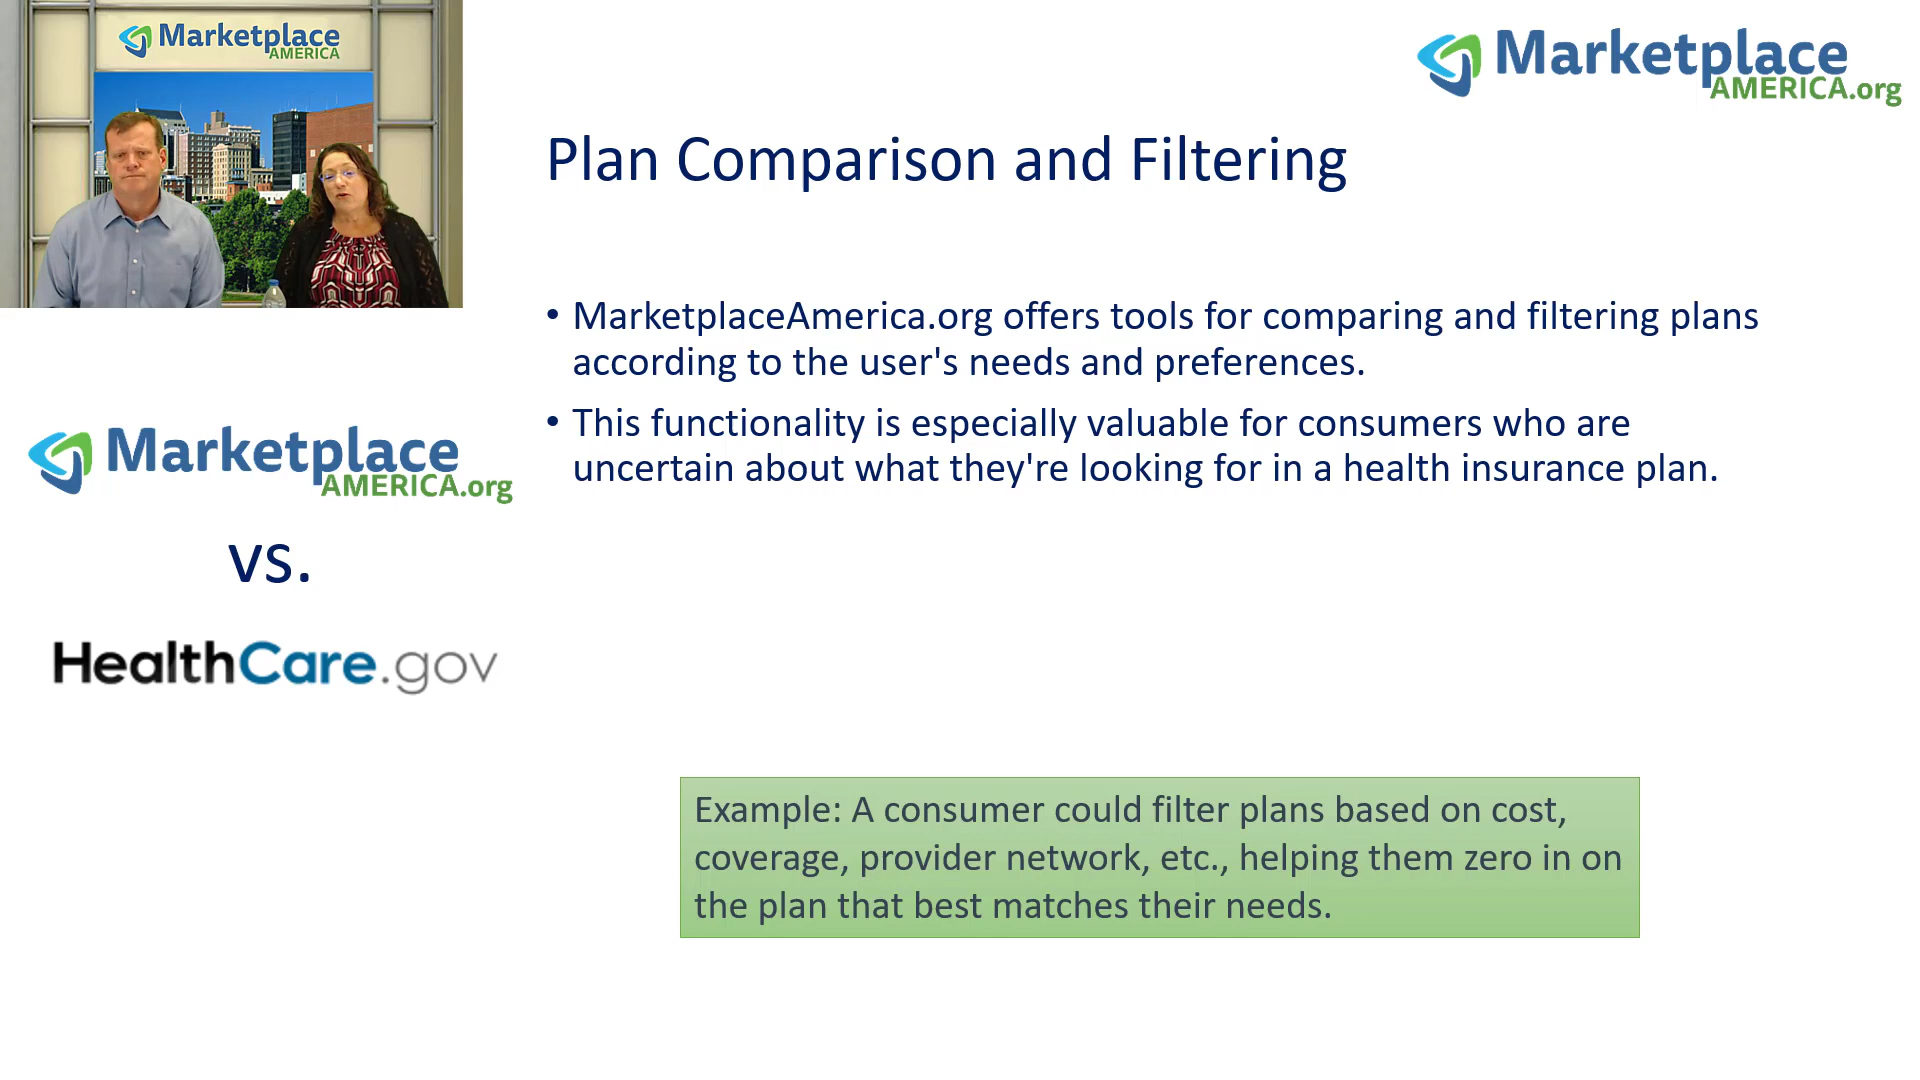 Marketplace
AMERICA
Marketplace
AMERICA.org
Plan Comparison and Filtering
• MarketplaceAmerica.org offers tools for comparing and filtering plans
according to the user's needs and preferences.
• This functionality is especially valuable for consumers who are
uncertain about what they're looking for in a health insurance plan.
Marketplace
AMERICA.org
vs.
HealthCare.gov
Example: A consumer could filter plans based on cost,
coverage, provider network, etc., helping them zero in on
the plan that best matches their needs.